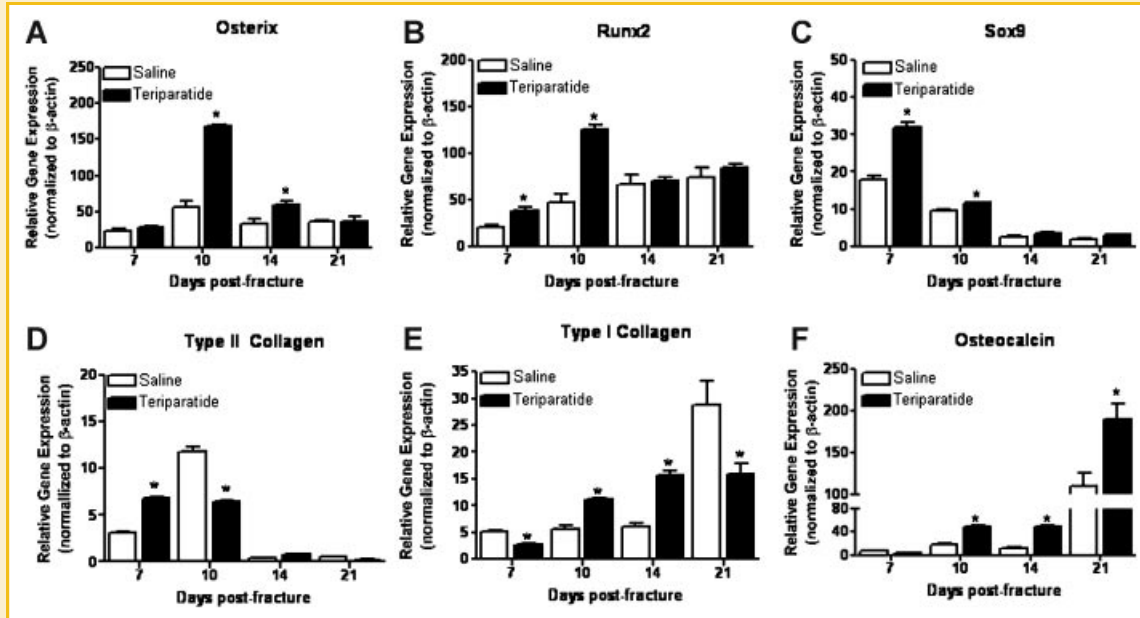 A
Osterix
Relative Gene Expression
(normalized to β-actin)
250
200
150
100
50
0
Saline
Teriparatide
*
*
7 10 14 21
Days post-fracture
B
Runx2
Relative Gene Expression
(normalized to β-actin)
200
150
100
50
0
Saline
Teriparatide
*
*
7 10 14 21
Days post-fracture
C
Sox9
Relative Gene Expression
(normalized to β-actin)
50
40
30
20
10
0
Saline
Teriparatide
*
*
7 10 14 21
Days post-fracture
D
Type II Collagen
Relative Gene Expression
(normallized to β-actin)
20
15
10
5
0
Saline
Teriparatide
*
*
7 10 14 21
Days post-fracture
E
Type I Collagen
Relative Gene Expression
(normalized to β-actin)
35
30
25
20
15
10
5
0
Saline
Teriparatide
*
*
*
*
7 10 14 21
Days post-fracture
F
Osteocalcin
Relative Gene Expression
(normalized to β-actin)
250
200
150
100
80
40
0
Saline
Teriparatide
*
*
*
7 10 14 21
Days post-fracture